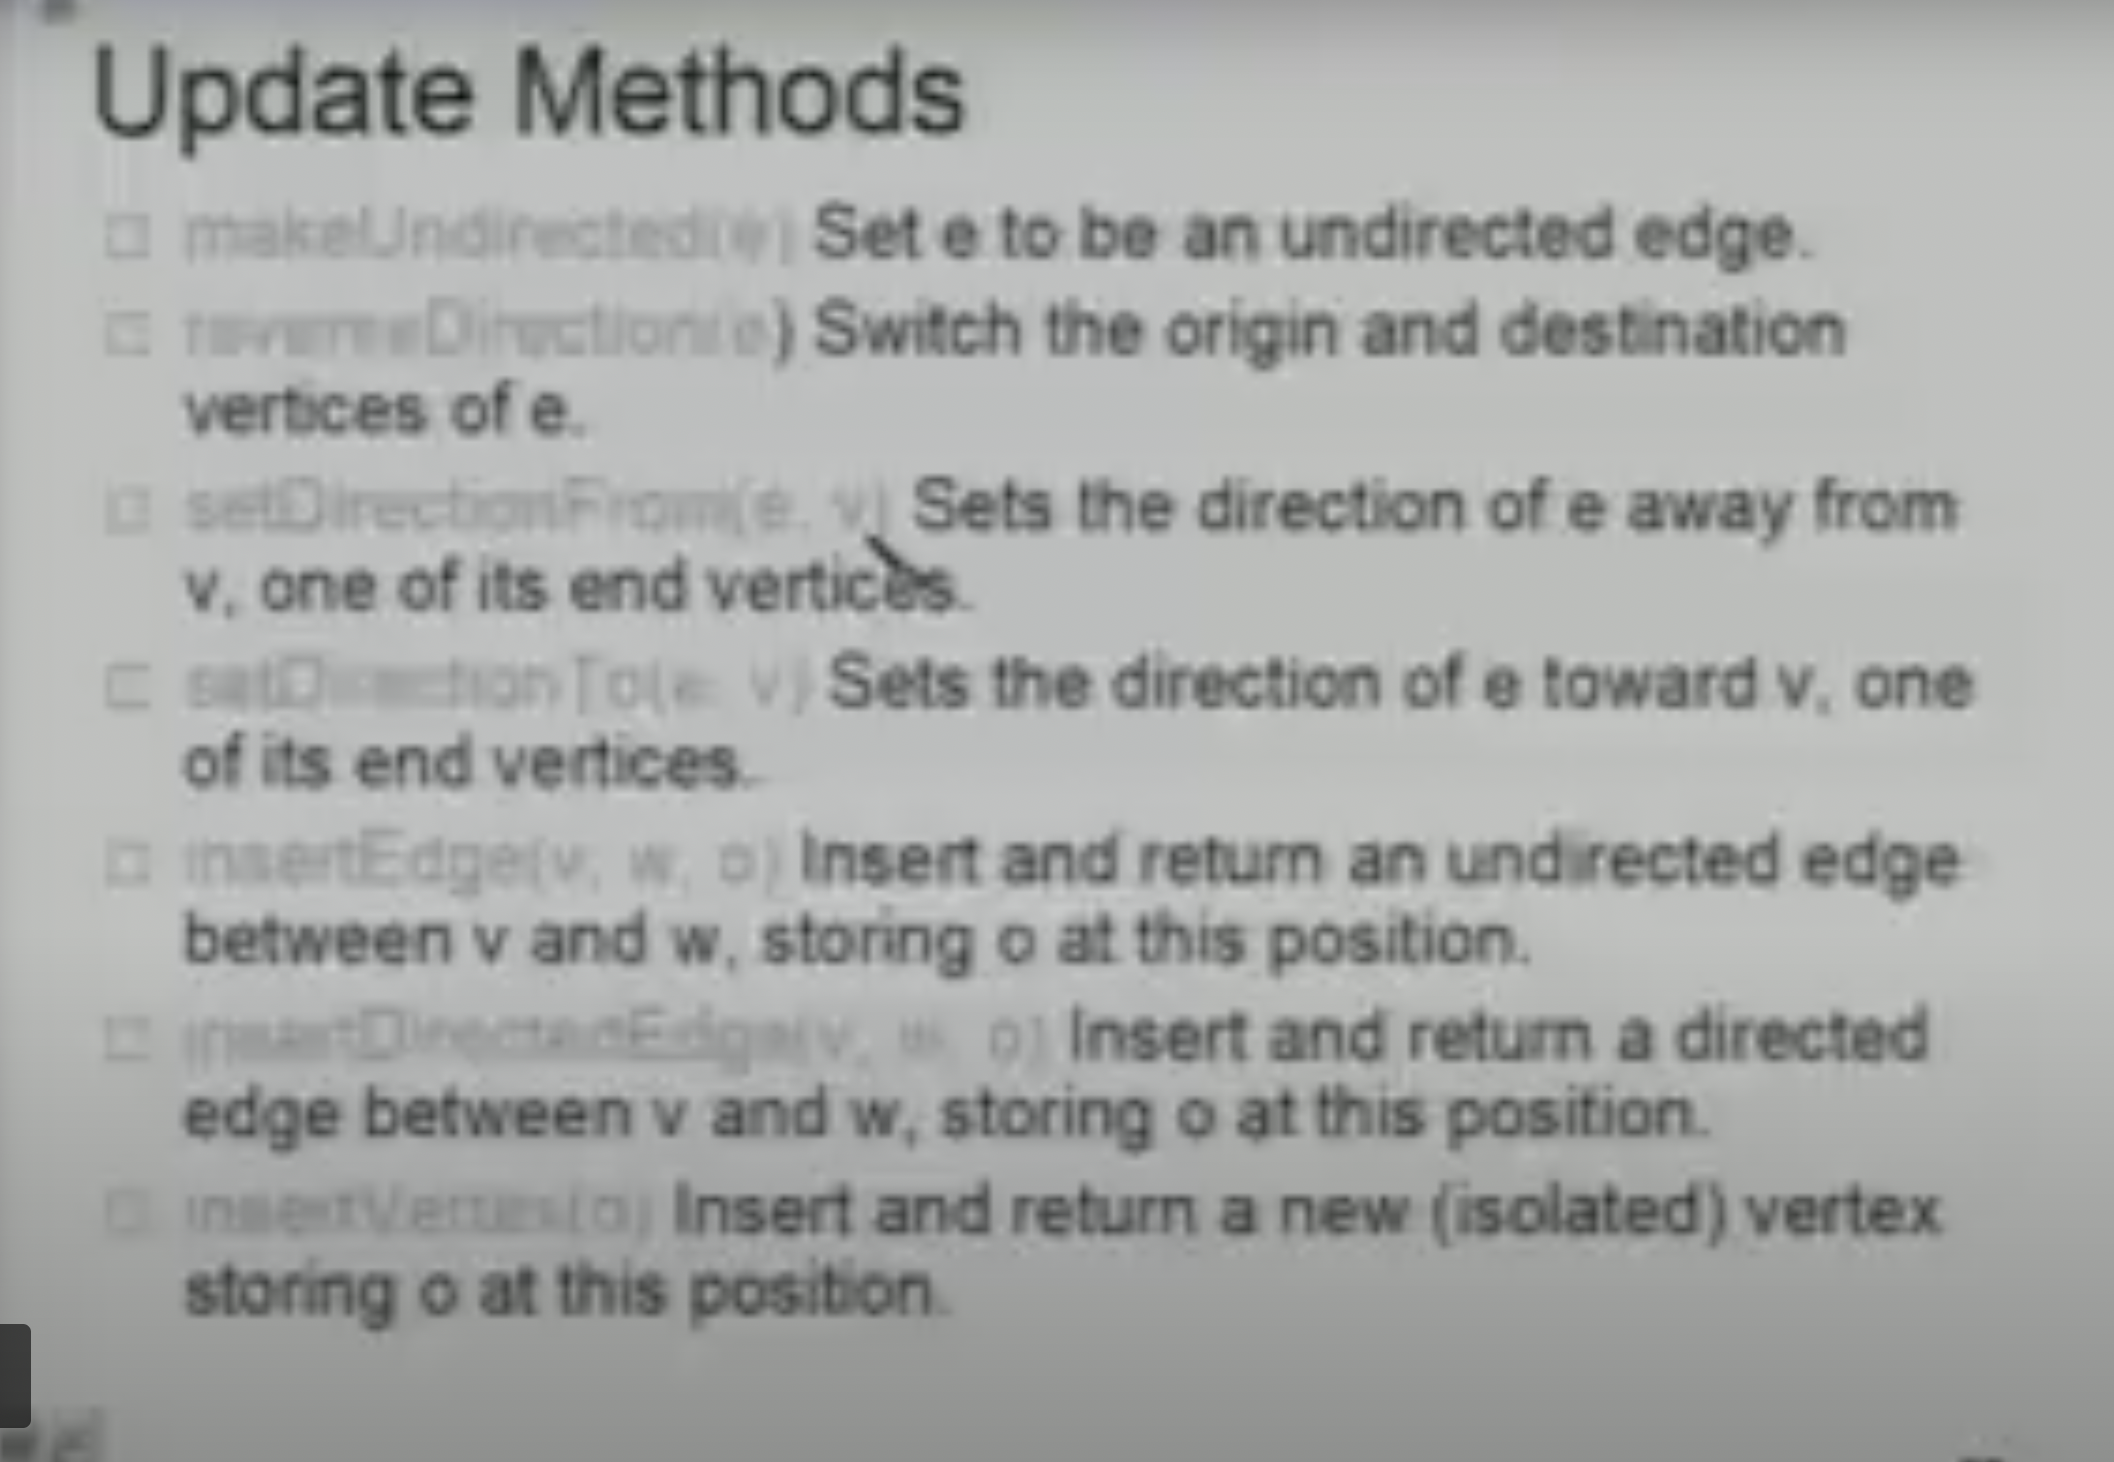 Update Methods
makeUndirected(e) Set e to be an undirected edge.
reverseDirection(e) Switch the origin and destination
vertices of e.
setDirectionFrom(e, v) Sets the direction of e away from
v, one of its end vertices.
setDirectionTo(e, v) Sets the direction of e toward v, one
of its end vertices.
insertEdge(v, w, o) Insert and return an undirected edge
between v and w, storing o at this position.
insertDirectedEdge(v, w, o) Insert and return a directed
edge between v and w, storing o at this position.
insertVertex(o) Insert and return a new (isolated) vertex
storing o at this position.